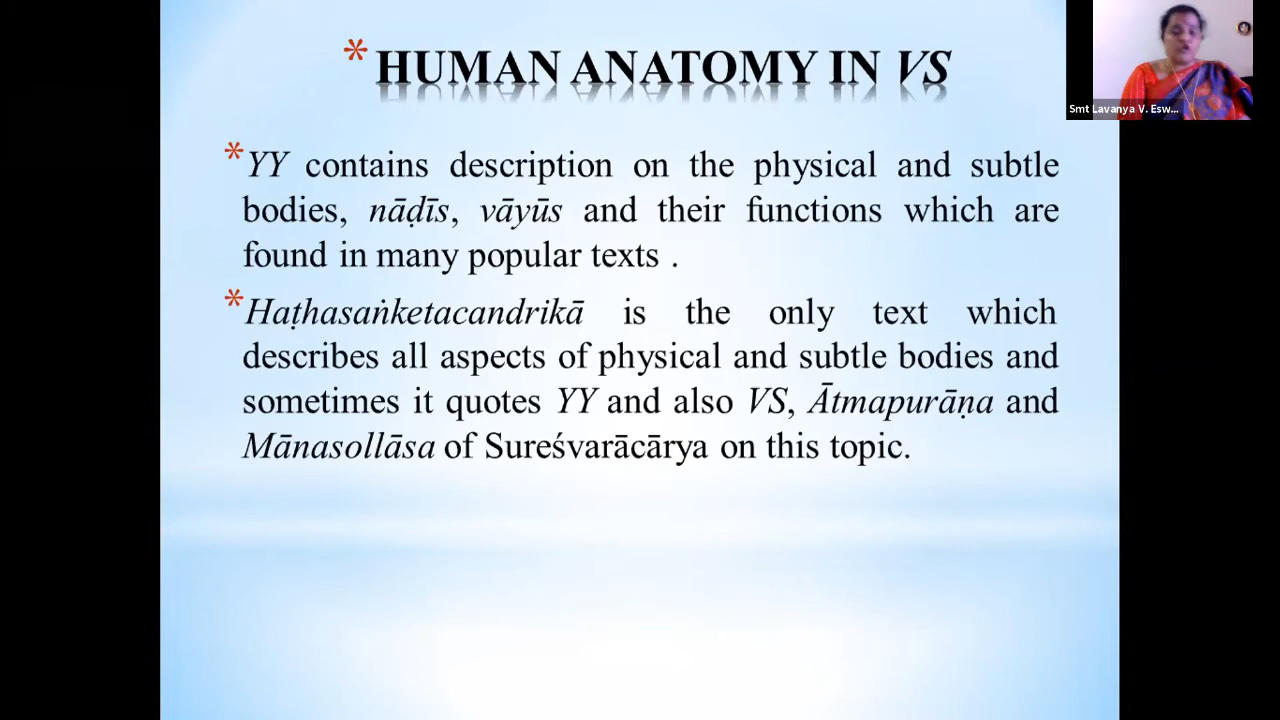 * HUMAN ANATOMY IN VS
Smt Lavanya V. Esw...
* YY contains description on the physical and subtle
bodies, nāḍīs, vāyūs and their functions which are
found in many popular texts .
* Haṭhasaṅketacandrikā is the only text which
describes all aspects of physical and subtle bodies and
sometimes it quotes YY and also VS, Ātmapurāṇa and
Mānasollāsa of Sureśvarācārya on this topic.